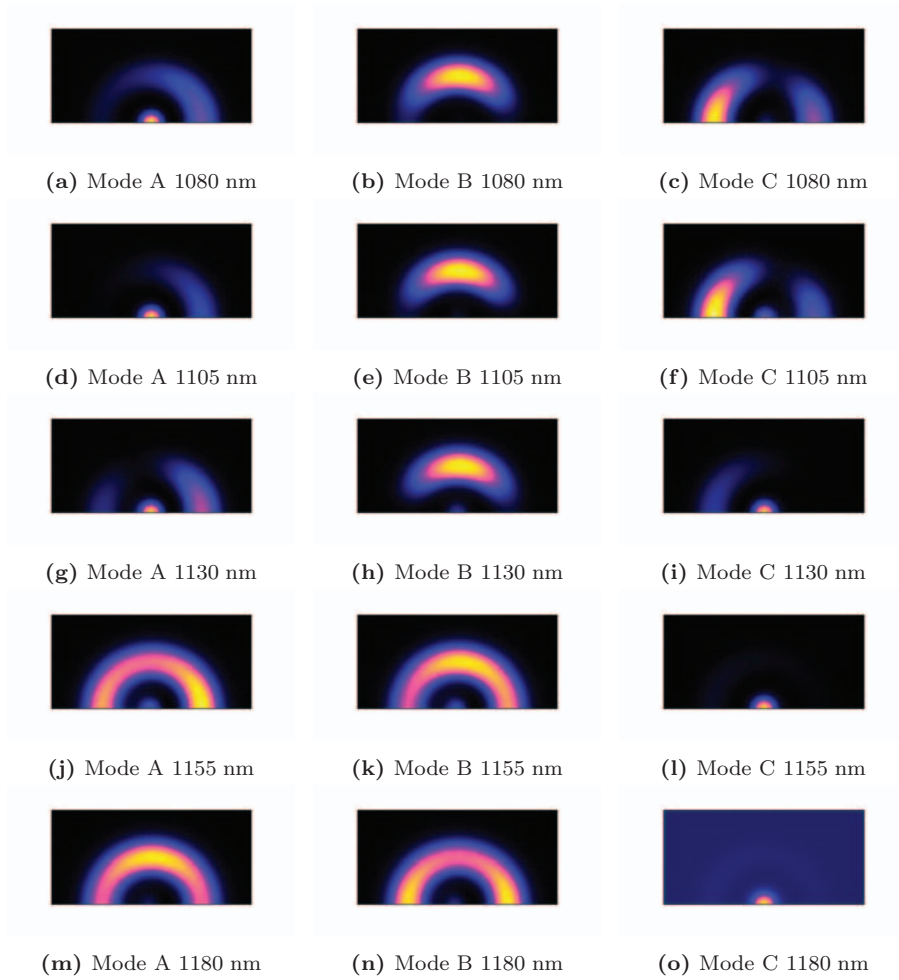 (a) Mode A 1080 nm
(b) Mode B 1080 nm
(c) Mode C 1080 nm
(d) Mode A 1105 nm
(e) Mode B 1105 nm
(f) Mode C 1105 nm
(g) Mode A 1130 nm
(h) Mode B 1130 nm
(i) Mode C 1130 nm
(j) Mode A 1155 nm
(k) Mode B 1155 nm
(l) Mode C 1155 nm
(m) Mode A 1180 nm
(n) Mode B 1180 nm
(o) Mode C 1180 nm